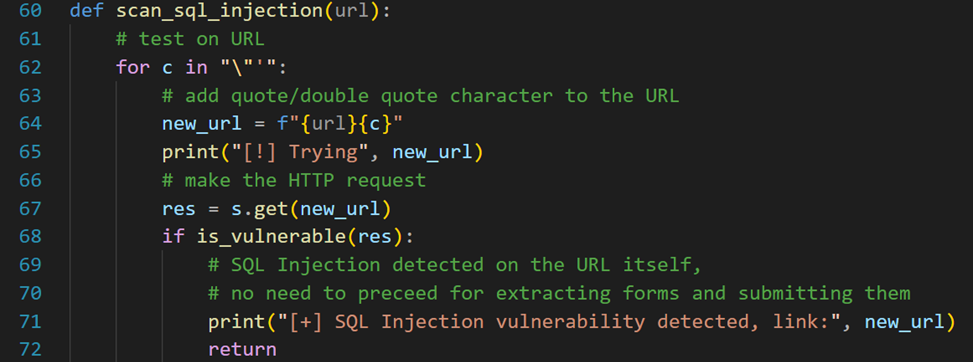 60 def scan_sql_injection(url):
61     # test on URL
62     for c in "\"'":
63         # add quote/double quote character to the URL
64         new_url = f"{url}{c}"
65         print("[!] Trying", new_url)
66         # make the HTTP request
67         res = s.get(new_url)
68         if is_vulnerable(res):
69             # SQL Injection detected on the URL itself,
70             # no need to preceed for extracting forms and submitting them
71             print("[+] SQL Injection vulnerability detected, link:", new_url)
72             return